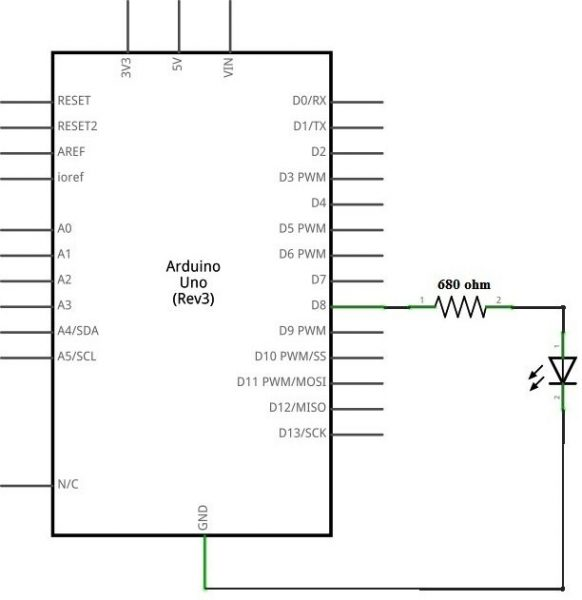 3V3
5V
VIN
RESET
RESET2
AREF
ioref
A0
A1
A2
A3
A4/SDA
A5/SCL
N/C
Arduino
Uno
(Rev3)
D0/RX
D1/TX
D2
D3 PWM
D4
D5 PWM
D6 PWM
D7
D8
D9 PWM
D10 PWM/SS
D11 PWM/MOSI
D12/MISO
D13/SCK
GND
680 ohm
1
2
1
2